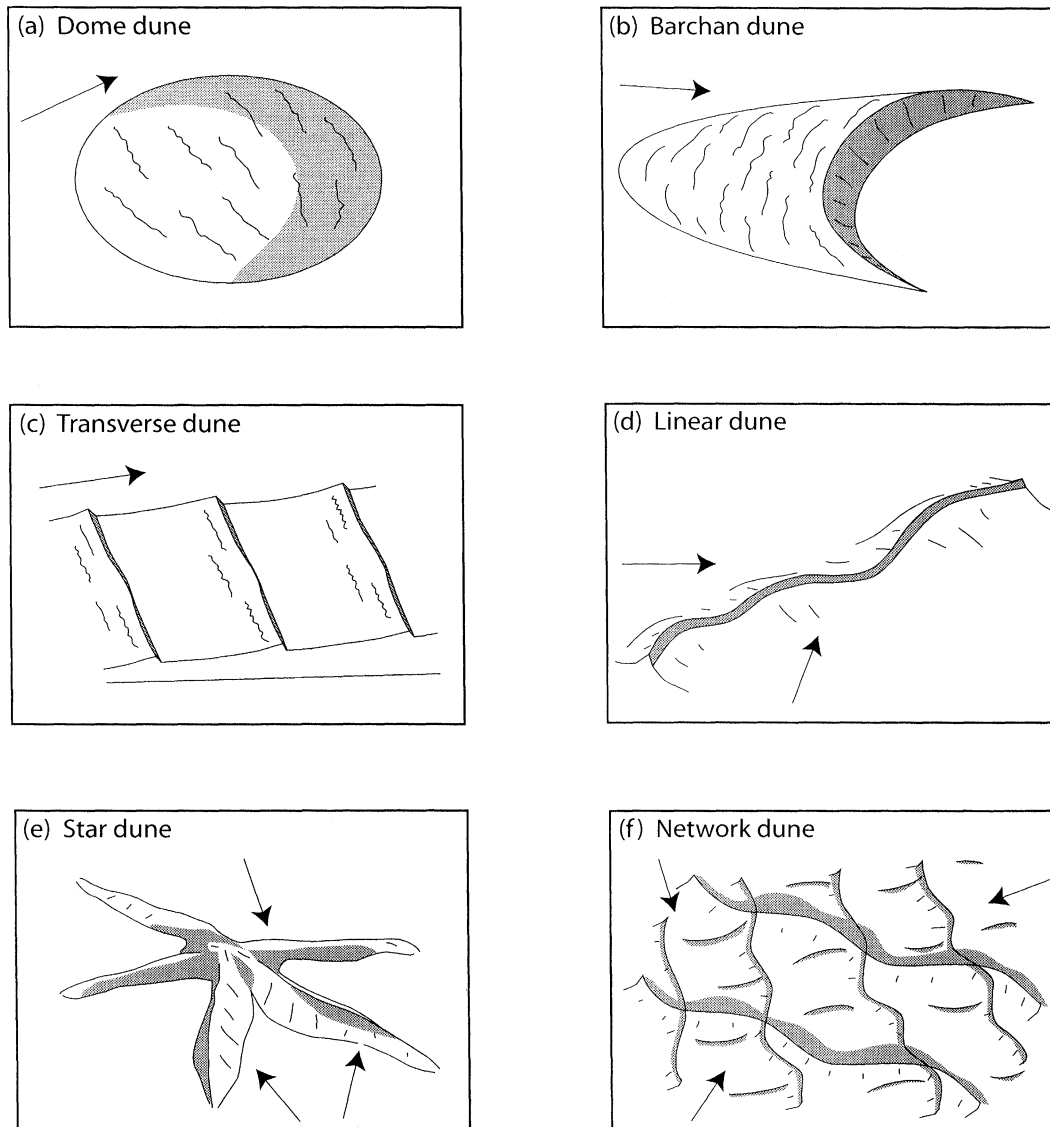 (a) Dome dune
(b) Barchan dune
(c) Transverse dune
(d) Linear dune
(e) Star dune
(f) Network dune